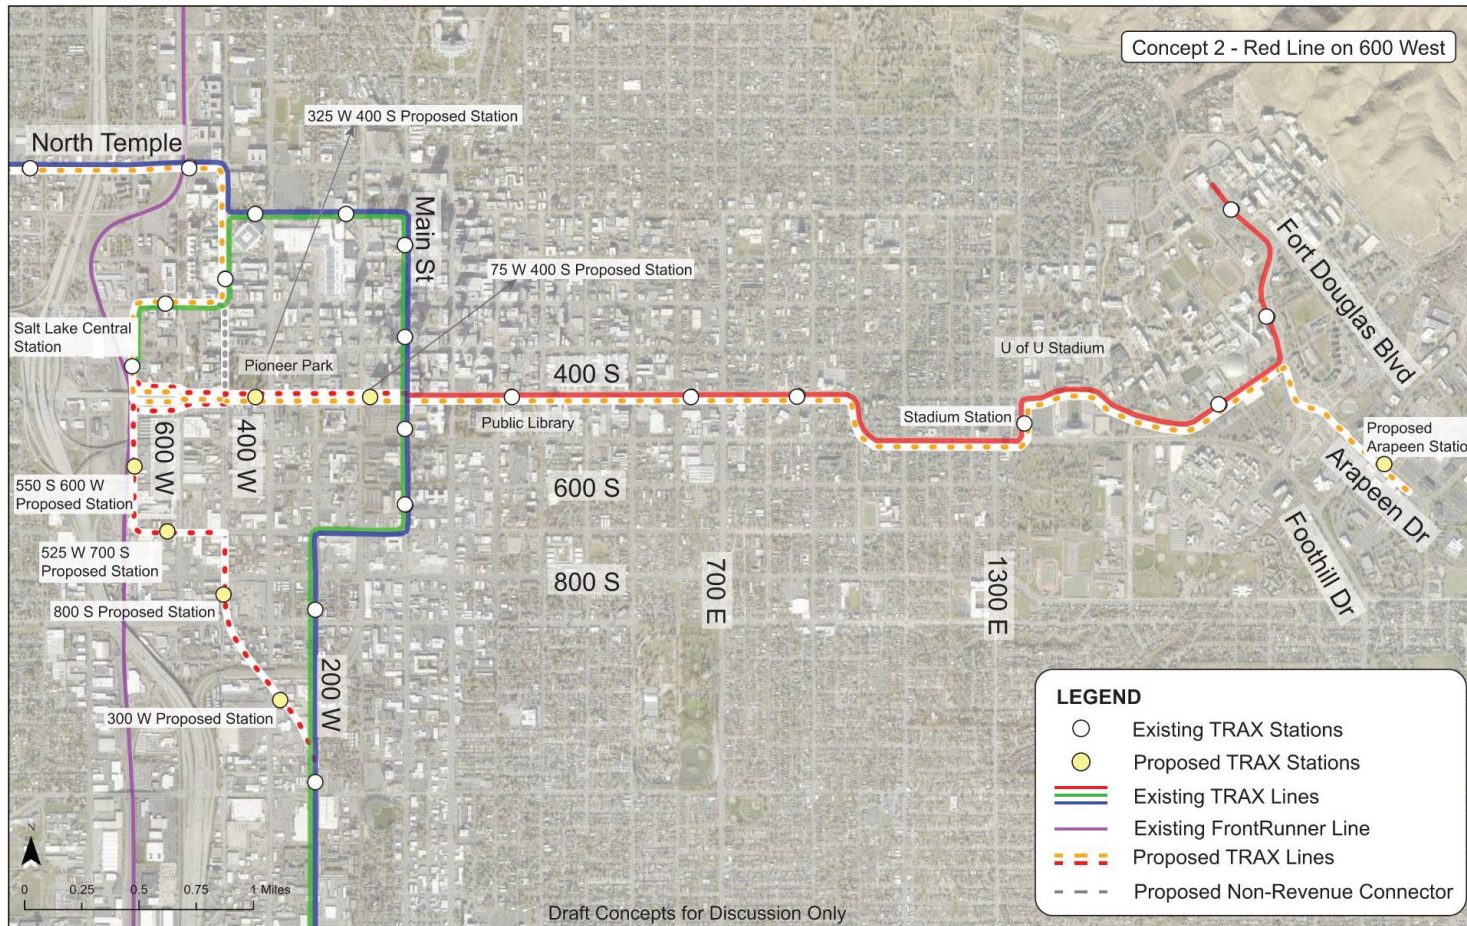 Concept 2 - Red Line on 600 West
325 W 400 S Proposed Station
North Temple
Main St
75 W 400 S Proposed Station
Fort Douglas Blvd
Salt Lake Central
Station
Pioneer Park
400 S
U of U Stadium
Public Library
Stadium Station
600 W
400 W
Proposed
Arapeen Statio
Arapeen Dr
550 S 600 W
Proposed Station
600 S
Foothill Dr
525 W 700 S
Proposed Station
800 S
700 E
1300 E
800 S Proposed Station
200 W
300 W Proposed Station
LEGEND
Existing TRAX Stations
Proposed TRAX Stations
Existing TRAX Lines
Existing FrontRunner Line
Proposed TRAX Lines
Proposed Non-Revenue Connector
N
0 0.25 0.5 0.75 1 Miles
Draft Concepts for Discussion Only